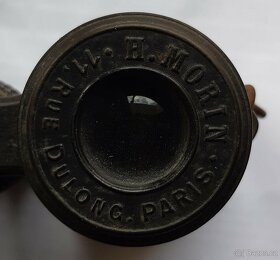 H. MORIN.
11. RUE DULONG. PARIS.